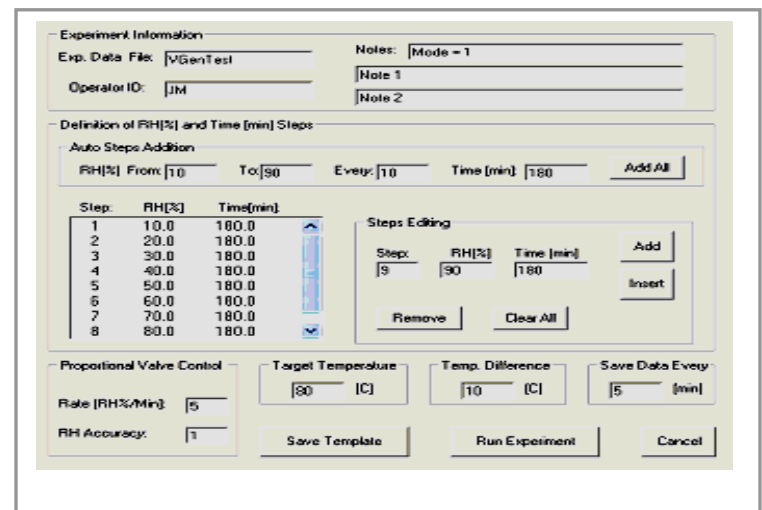 Experiment Information
Exp. Data File: VGenTest
Operator ID: JM
Notes: Mode = 1
Note 1
Note 2
Definition of RH[%] and Time [min] Steps
Auto Steps Addition
RH[%] From: 10 To: 90 Every: 10 Time [min]: 180 Add All
Step: RH[%] Time[min]:
1 10.0 180.0
2 20.0 180.0
3 30.0 180.0
4 40.0 180.0
5 50.0 180.0
6 60.0 180.0
7 70.0 180.0
8 80.0 180.0
Steps Editing
Step: RH[%] Time [min]
9 90 180
Add
Insert
Remove Clear All
Proportional Valve Control
Rate [RH%/Min]: 5
RH Accuracy: 1
Target Temperature
[C]
Temp. Difference
10 [C]
Save Data Every
5 [min]
Save Template Run Experiment Cancel